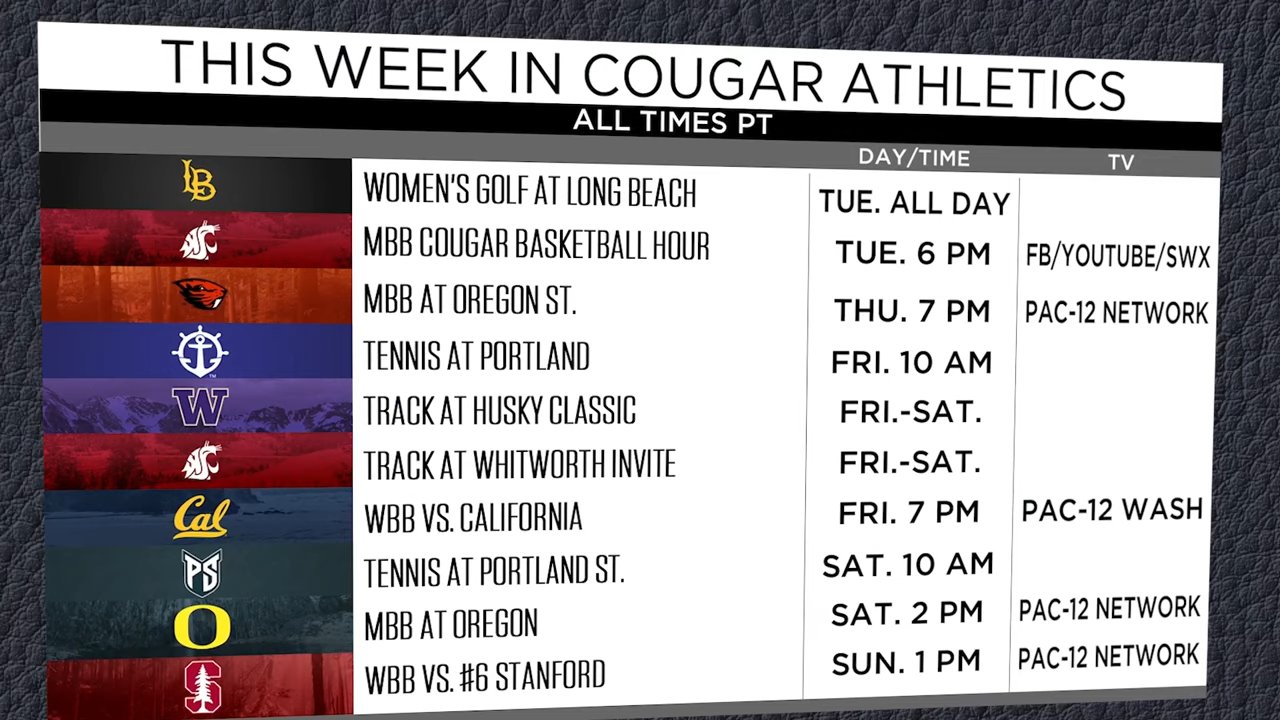 THIS WEEK IN COUGAR ATHLETICS
ALL TIMES PT
DAY/TIME TV
LB WOMEN'S GOLF AT LONG BEACH TUE. ALL DAY
MBB COUGAR BASKETBALL HOUR TUE. 6 PM FB/YOUTUBE/SWX
MBB AT OREGON ST. THU. 7 PM PAC-12 NETWORK
TENNIS AT PORTLAND FRI. 10 AM
W TRACK AT HUSKY CLASSIC FRI.-SAT.
TRACK AT WHITWORTH INVITE FRI.-SAT.
Cal WBB VS. CALIFORNIA FRI. 7 PM PAC-12 WASH
PS TENNIS AT PORTLAND ST. SAT. 10 AM
O MBB AT OREGON SAT. 2 PM PAC-12 NETWORK
S WBB VS. #6 STANFORD SUN. 1 PM PAC-12 NETWORK